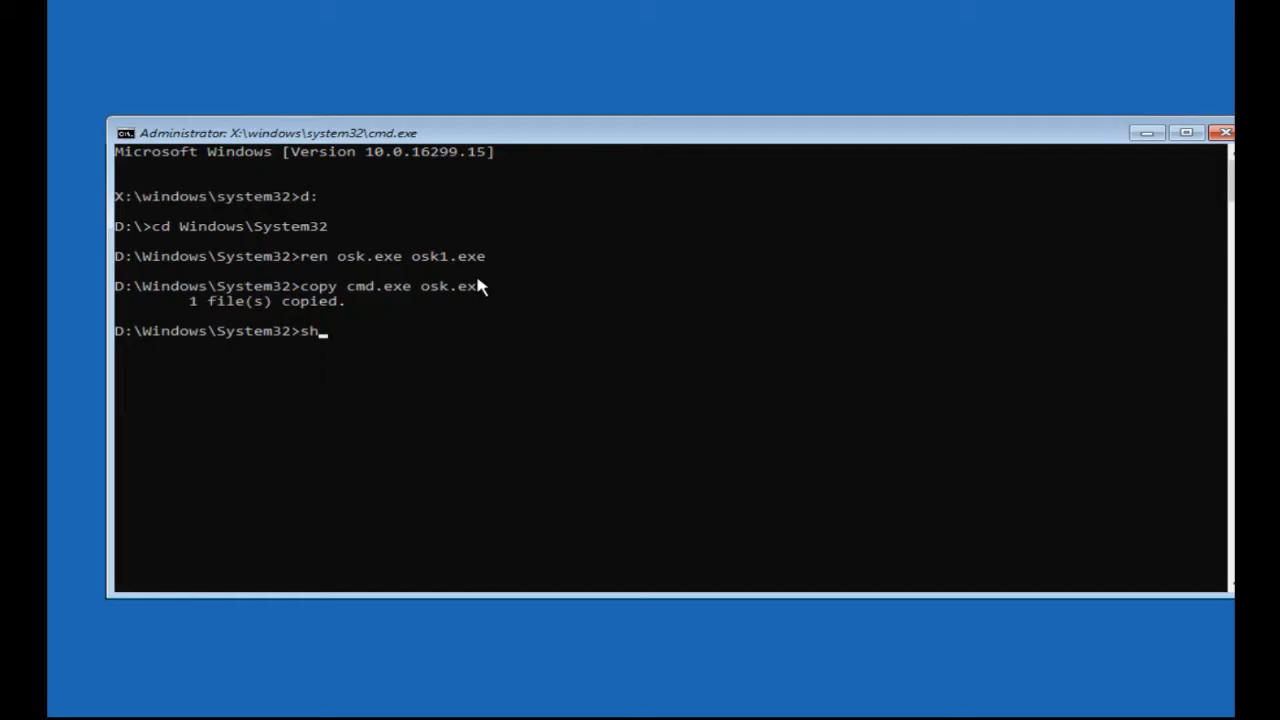 Administrator: X:\windows\system32\cmd.exe
Microsoft Windows [Version 10.0.16299.15]
X:\windows\system32>d:
D:\>cd Windows\System32
D:\Windows\System32>ren osk.exe osk1.exe
D:\Windows\System32>copy cmd.exe osk.exe
1 file(s) copied.
D:\Windows\System32>sh